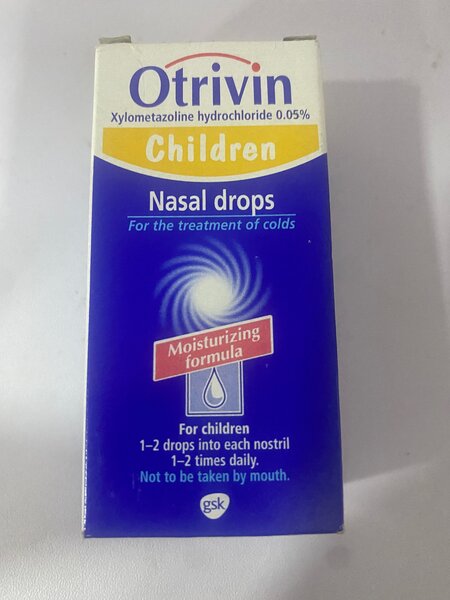 Otrivin
Xylometazoline hydrochloride 0.05%
Children
Nasal drops
For the treatment of colds
Moisturizing
formula
For children
1–2 drops into each nostril
1–2 times daily.
Not to be taken by mouth.
gsk